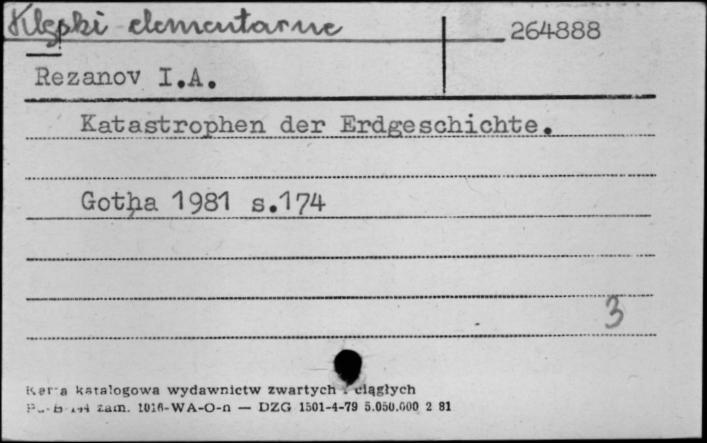 Klęski elementarne
264888
Rezanov I.A.
Katastrophen der Erdgeschichte.
Gotha 1981 s.174
3
Karta katalogowa wydawnictw zwartych i ciągłych
zam. 1016-WA-O-n — DZG 1501-4-79 5.050.000 2 81